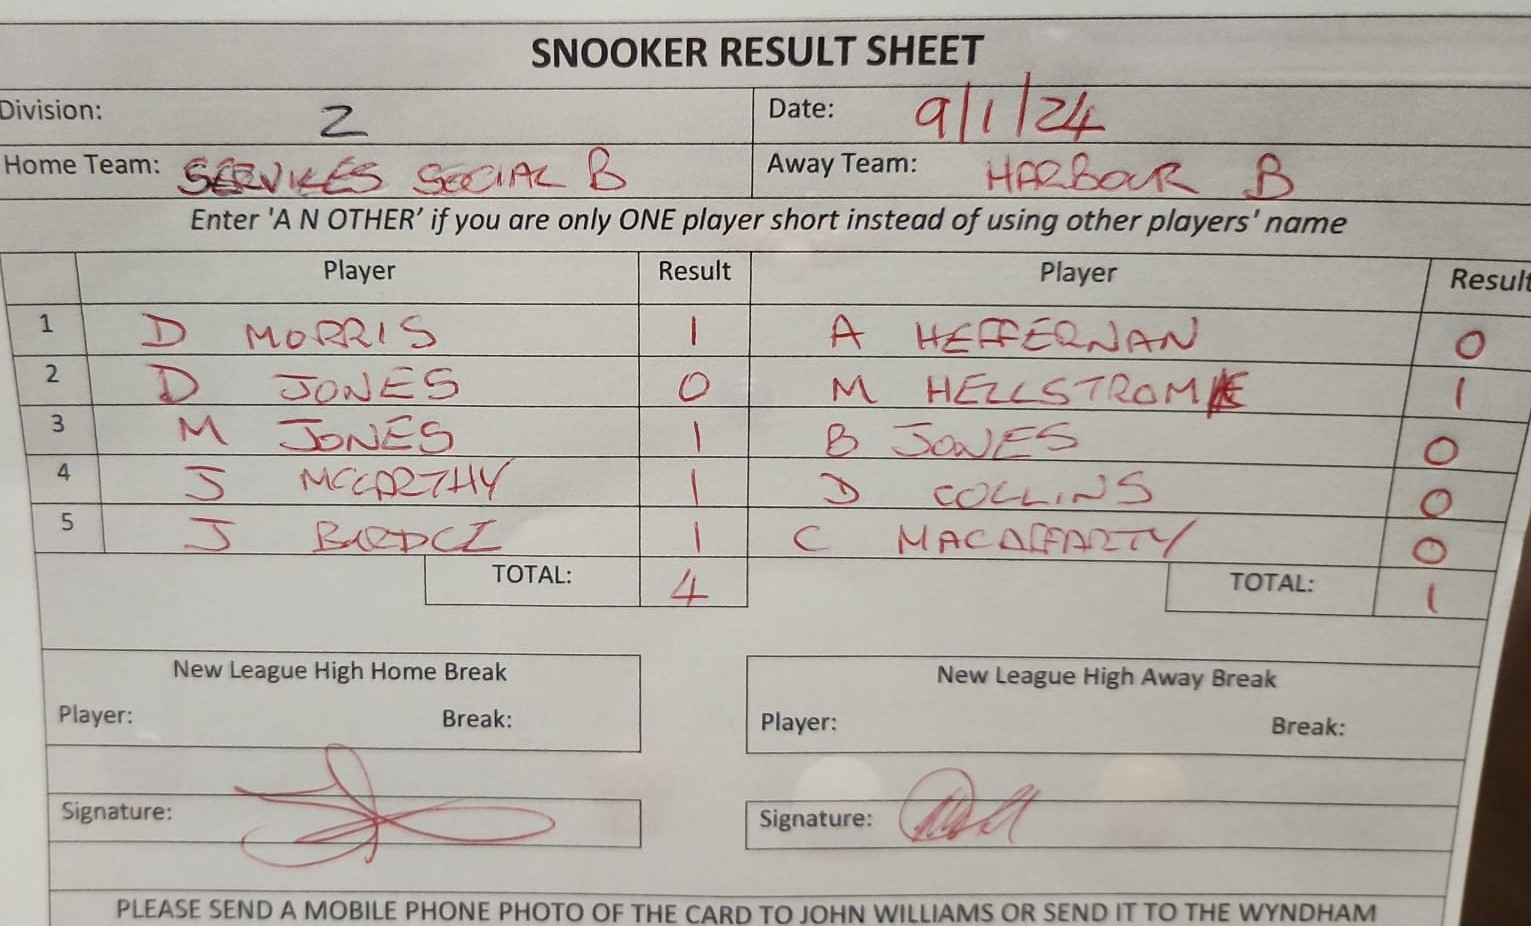 SNOOKER RESULT SHEET
Division: 2 Date: 9/1/24
Home Team: SERVICES SOCIAL B Away Team: HARBOUR B
Enter 'A N OTHER' if you are only ONE player short instead of using other players' name
Player Result Player Result
1 D MORRIS 1 A HEFFERNAN 0
2 D JONES 0 M HELLSTROM 1
3 M JONES 1 B JONES 0
4 J MCCARTHY 1 D COLLINS 0
5 J 1 C 0
TOTAL: 4 TOTAL: 1
New League High Home Break New League High Away Break
Player: Break: Player: Break:
Signature: Signature:
PLEASE SEND A MOBILE PHONE PHOTO OF THE CARD TO JOHN WILLIAMS OR SEND IT TO THE WYNDHAM